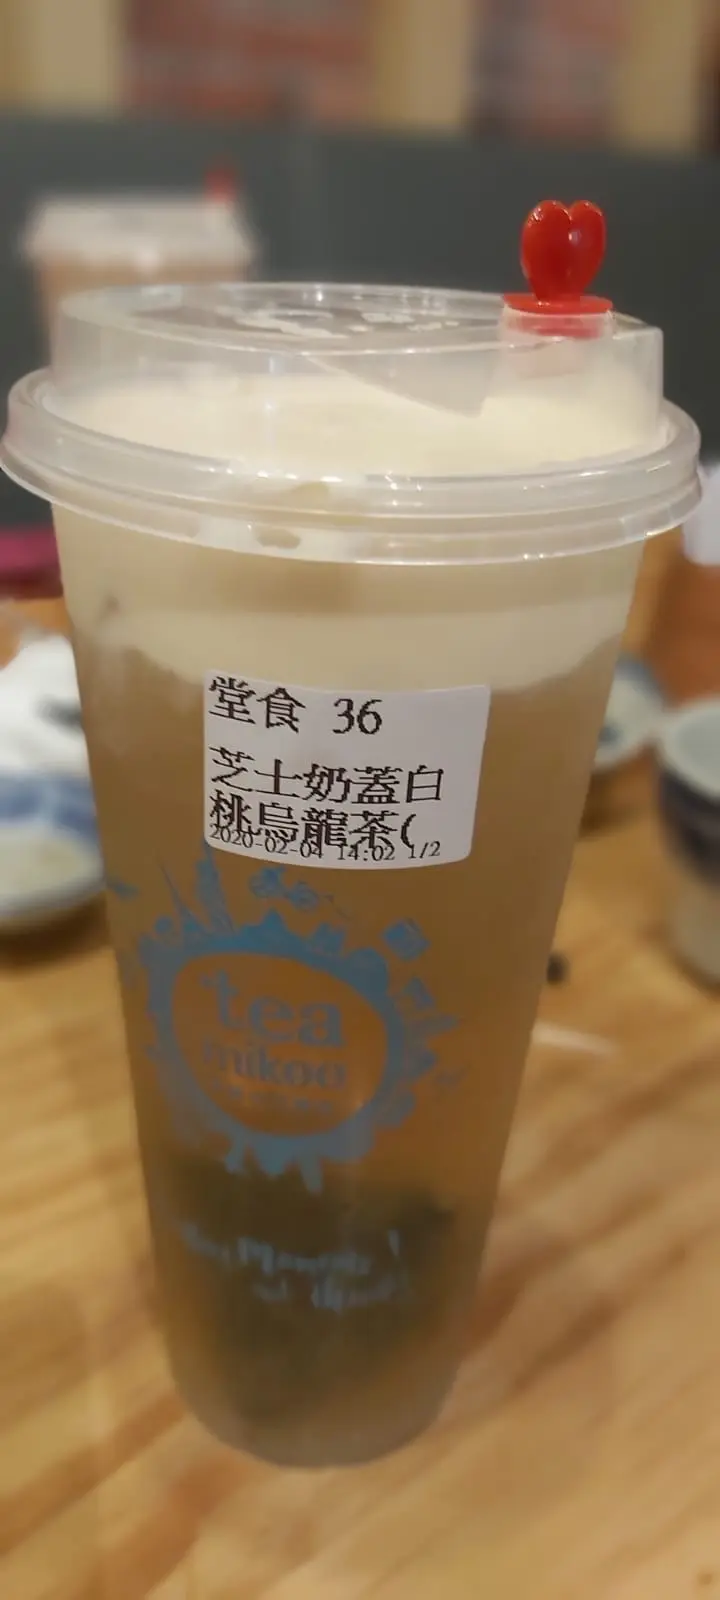 堂食 36
芝士奶蓋白
桃烏龍茶(
2020-02-04 14:02 1/2
tea
mikoo